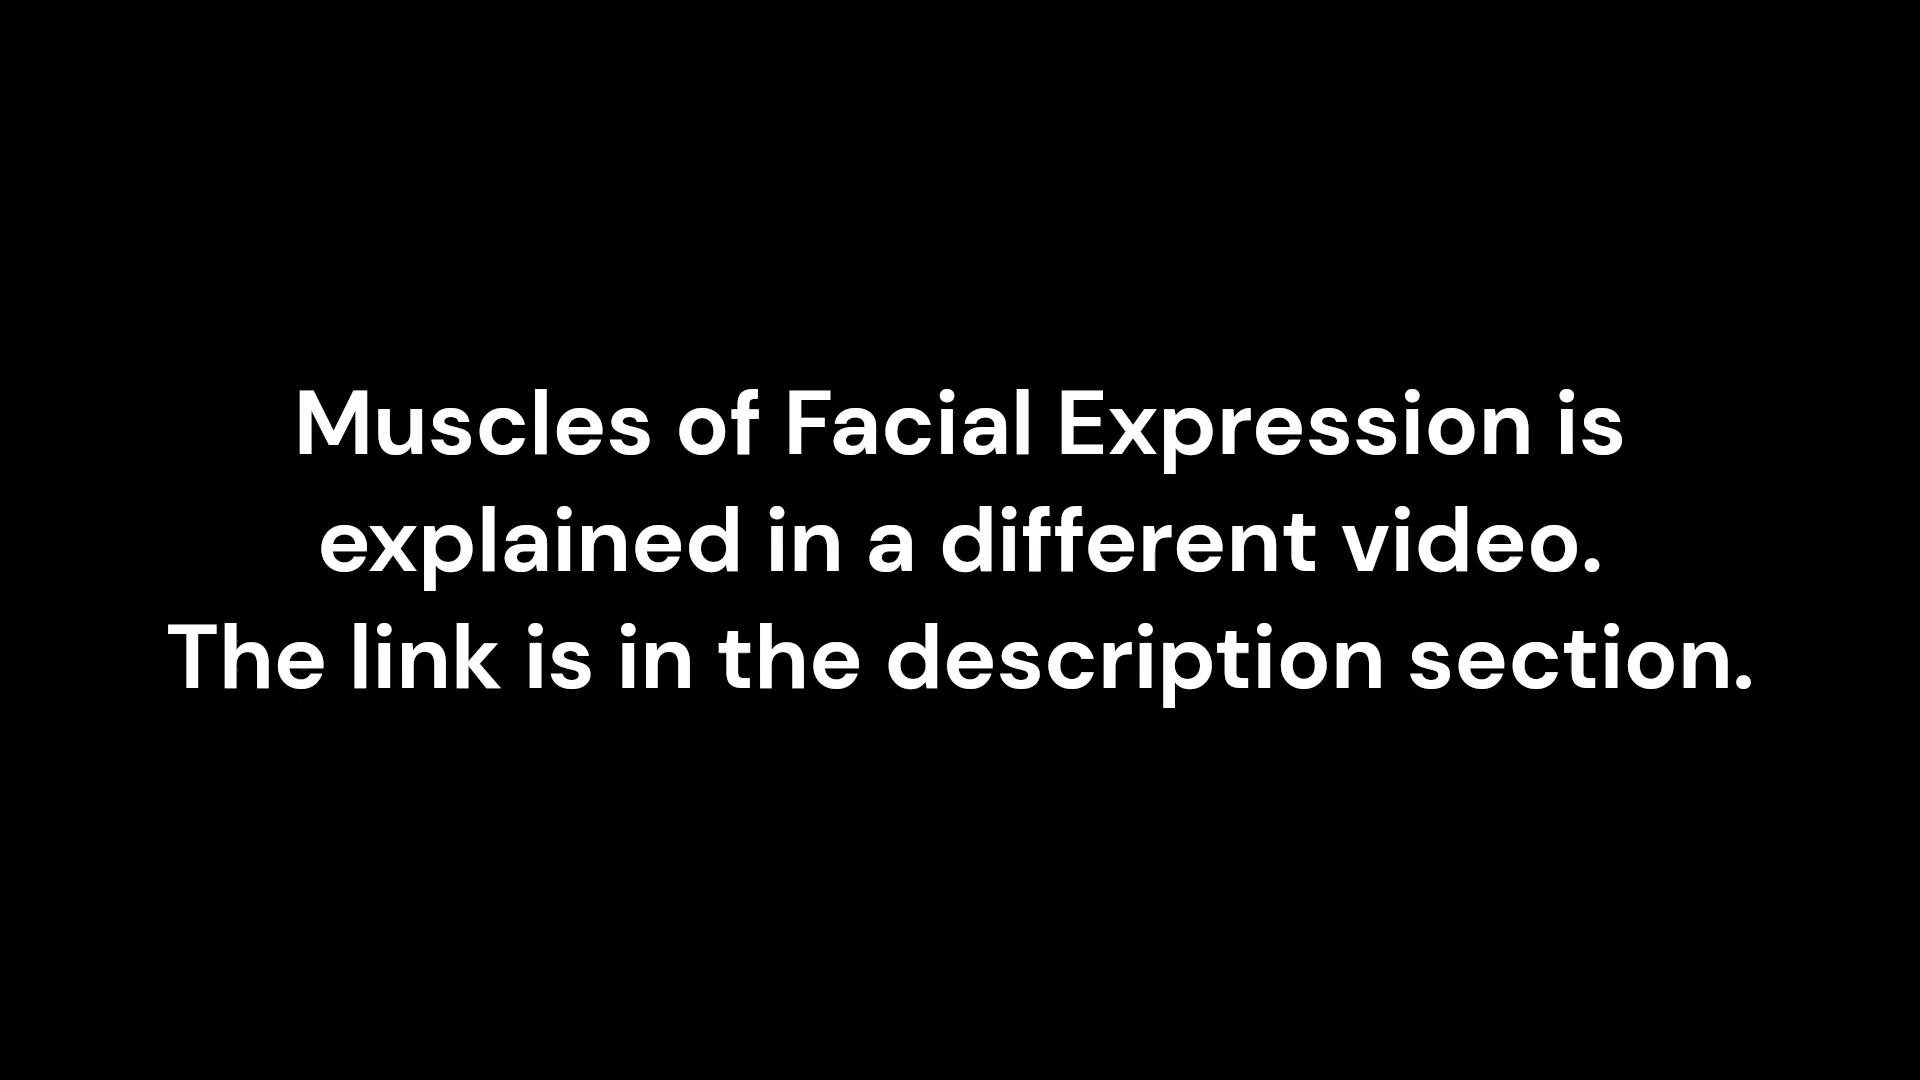 Muscles of Facial Expression is
explained in a different video.
The link is in the description section.